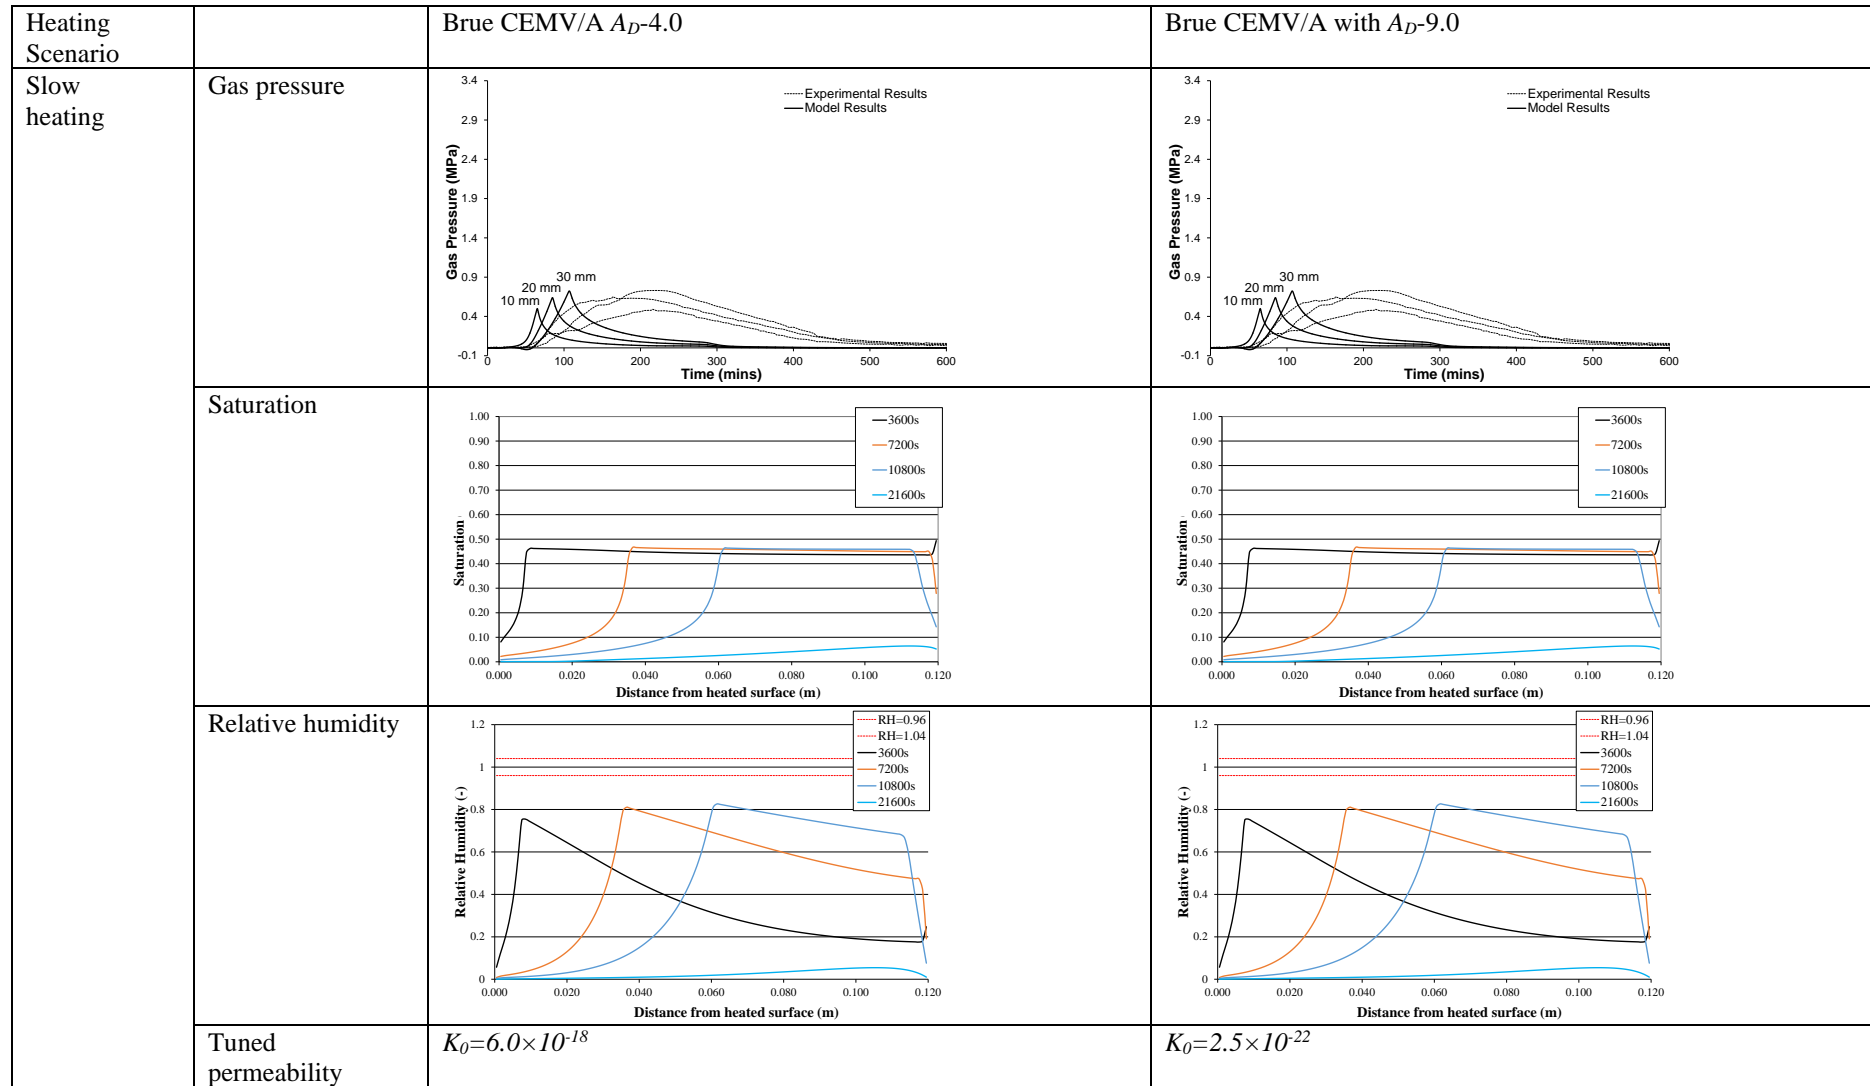 Heating
Scenario
Brue CEMV/A A_D-4.0
Brue CEMV/A with A_D-9.0
Slow
heating
Gas pressure
3.4
2.9
2.4
1.9
1.4
0.9
0.4
-0.1
Gas Pressure (MPa)
Experimental Results
Model Results
10 mm
20 mm
30 mm
0
100
200
300
400
500
600
Time (mins)
3.4
2.9
2.4
1.9
1.4
0.9
0.4
-0.1
Gas Pressure (MPa)
Experimental Results
Model Results
10 mm
20 mm
30 mm
0
100
200
300
400
500
600
Time (mins)
Saturation
1.00
0.90
0.80
0.70
0.60
0.50
0.40
0.30
0.20
0.10
0.00
Saturation
3600s
7200s
10800s
21600s
0.000
0.020
0.040
0.060
0.080
0.100
0.120
Distance from heated surface (m)
1.00
0.90
0.80
0.70
0.60
0.50
0.40
0.30
0.20
0.10
0.00
Saturation
3600s
7200s
10800s
21600s
0.000
0.020
0.040
0.060
0.080
0.100
0.120
Distance from heated surface (m)
Relative humidity
1.2
1
0.8
0.6
0.4
0.2
0
Relative Humidity (-)
RH=0.96
RH=1.04
3600s
7200s
10800s
21600s
0.000
0.020
0.040
0.060
0.080
0.100
0.120
Distance from heated surface (m)
1.2
1
0.8
0.6
0.4
0.2
0
Relative Humidity (-)
RH=0.96
RH=1.04
3600s
7200s
10800s
21600s
0.000
0.020
0.040
0.060
0.080
0.100
0.120
Distance from heated surface (m)
Tuned
permeability
K₀=6.0×10⁻¹⁸
K₀=2.5×10⁻²²